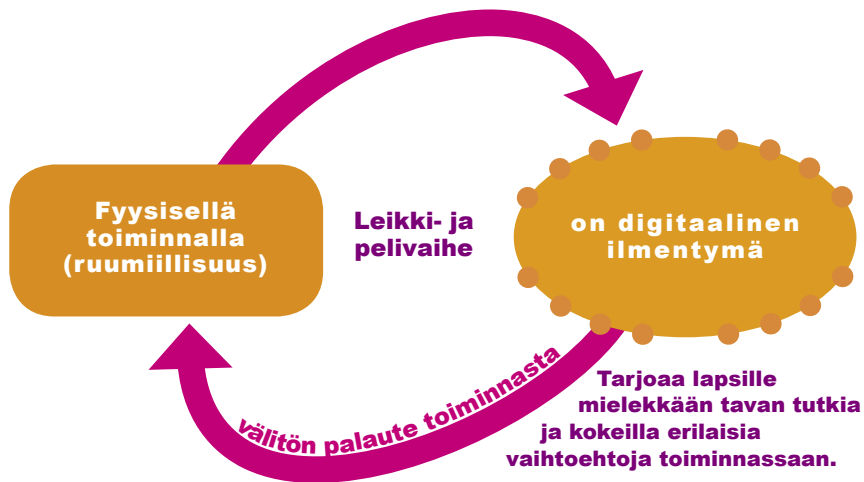 Fyysisellä
toiminnalla
(ruumiillisuus)
Leikki- ja
pelivaihe
on digitaalinen
ilmentymä
välitön palaute toiminnasta
Tarjoaa lapsille
mielekkään tavan tutkia
ja kokeilla erilaisia
vaihtoehtoja toiminnassaan.